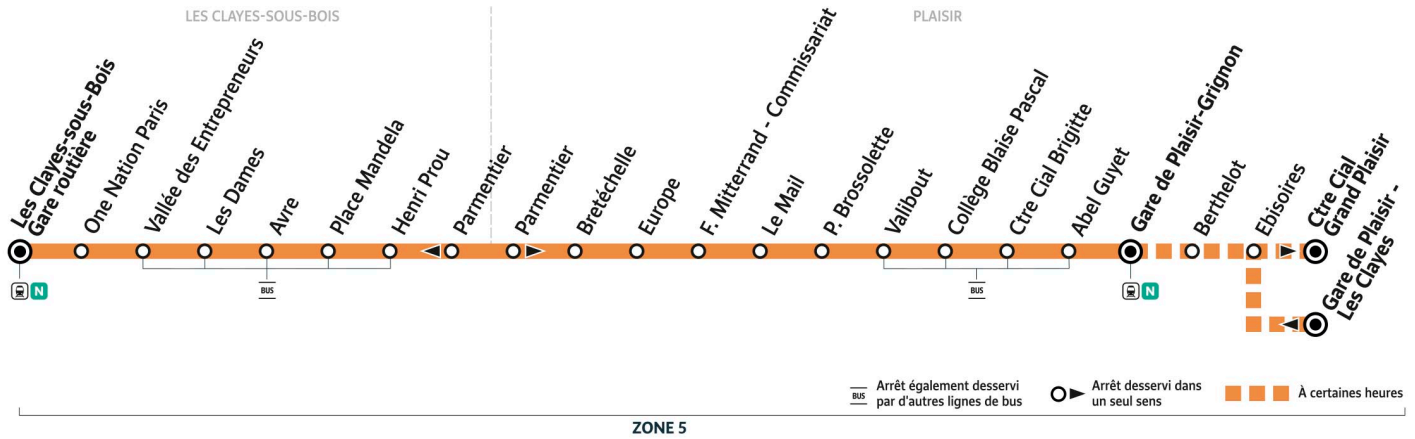 LES CLAYES-SOUS-BOIS
PLAISIR
Les Clayes-sous-Bois
Gare routière
One Nation Paris
Vallée des Entrepreneurs
Les Dames
Avre
Place Mandela
Henri Prou
Parmentier
Parmentier
Bretéchelle
Europe
F. Mitterrand - Commissariat
Le Mail
P. Brossolette
Valibout
Collège Blaise Pascal
Ctre Cial Brigitte
Abel Guyet
Gare de Plaisir-Grignon
Berthelot
Ebisoires
Ctre Cial
Grand Plaisir
Gare de Plaisir -
Les Clayes
N
BUS
BUS
N
BUS
Arrêt également desservi
par d'autres lignes de bus
Arrêt desservi dans
un seul sens
À certaines heures
ZONE 5